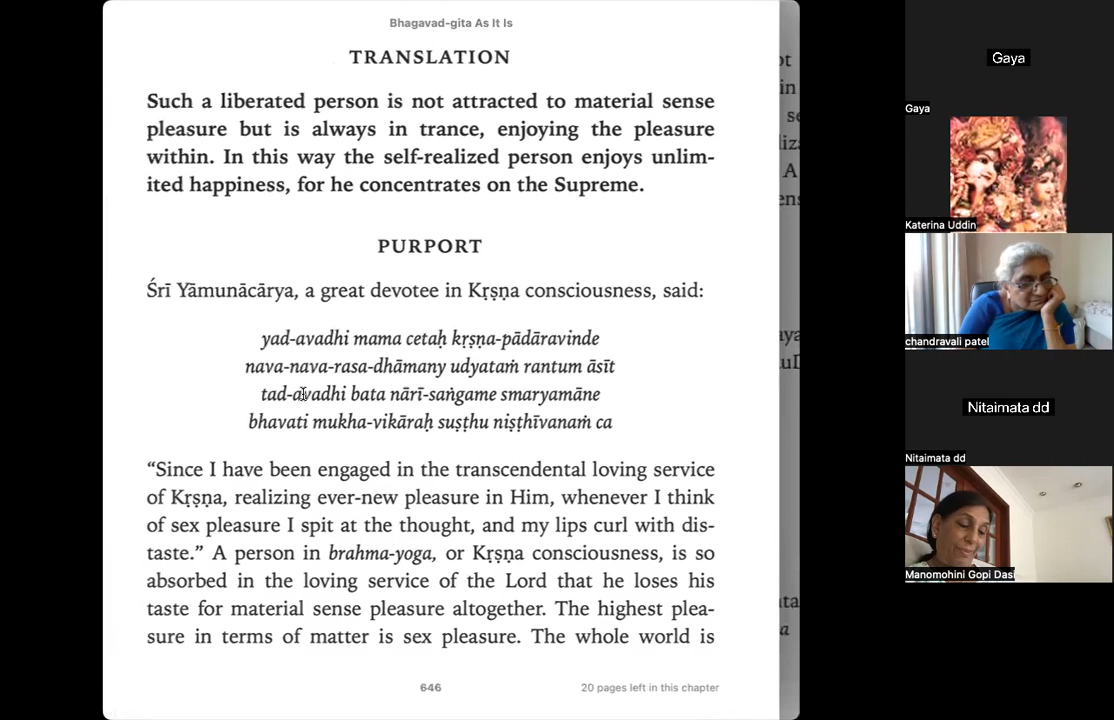 Bhagavad-gita As It Is
TRANSLATION
Such a liberated person is not attracted to material sense
pleasure but is always in trance, enjoying the pleasure
within. In this way the self-realized person enjoys unlim-
ited happiness, for he concentrates on the Supreme.
PURPORT
Śrī Yāmunācārya, a great devotee in Kṛṣṇa consciousness, said:
yad-avadhi mama cetaḥ kṛṣṇa-pādāravinde
nava-nava-rasa-dhāmany udyataṁ rantum āsīt
tad-avadhi bata nārī-saṅgame smaryamāne
bhavati mukha-vikāraḥ suṣṭhu niṣṭhīvanaṁ ca
“Since I have been engaged in the transcendental loving service
of Kṛṣṇa, realizing ever-new pleasure in Him, whenever I think
of sex pleasure I spit at the thought, and my lips curl with dis-
taste.” A person in brahma-yoga, or Kṛṣṇa consciousness, is so
absorbed in the loving service of the Lord that he loses his
taste for material sense pleasure altogether. The highest plea-
sure in terms of matter is sex pleasure. The whole world is
646
20 pages left in this chapter
Gaya
Gaya
Katerina Uddin
chandravali patel
Nitaimata dd
Nitaimata dd
Manomohini Gopi Dasi